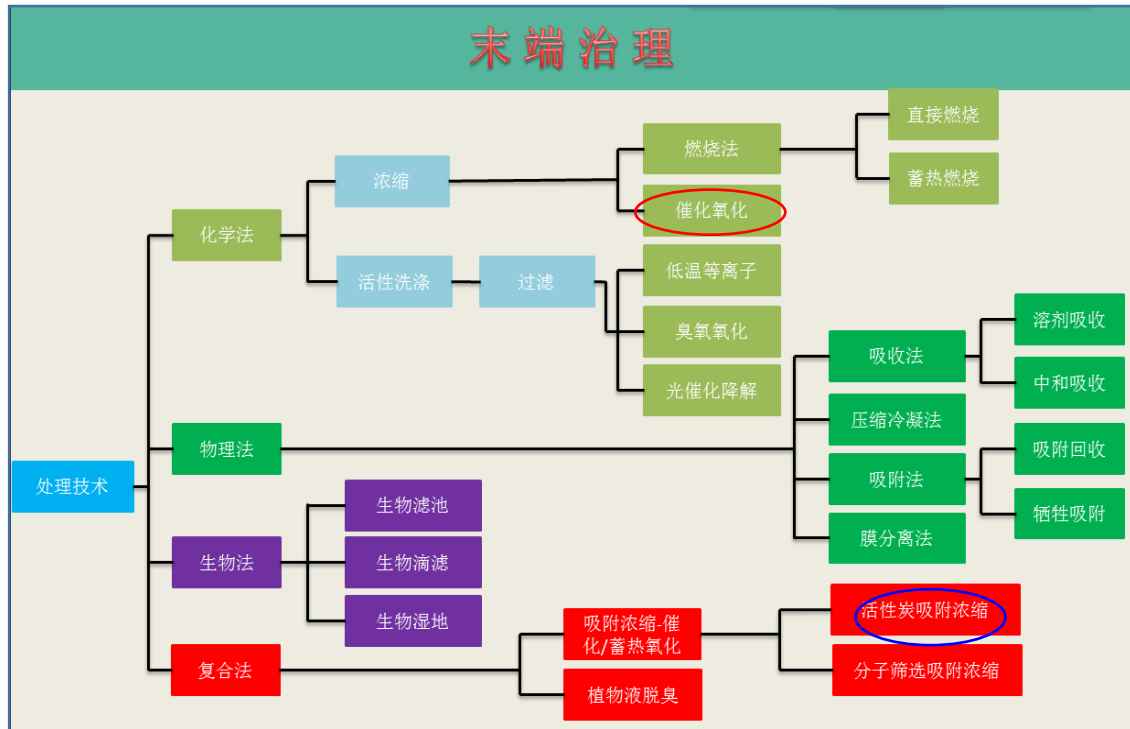 末端治理
直接燃烧
燃烧法
浓缩
蓄热燃烧
催化氧化
化学法
低温等离子
活性洗涤
过滤
溶剂吸收
臭氧氧化
吸收法
中和吸收
光催化降解
压缩冷凝法
物理法
吸附回收
吸附法
处理技术
生物滤池
牺牲吸附
膜分离法
生物法
生物滴滤
生物湿地
活性炭吸附浓缩
吸附浓缩-催
化/蓄热氧化
复合法
分子筛选吸附浓缩
植物液脱臭